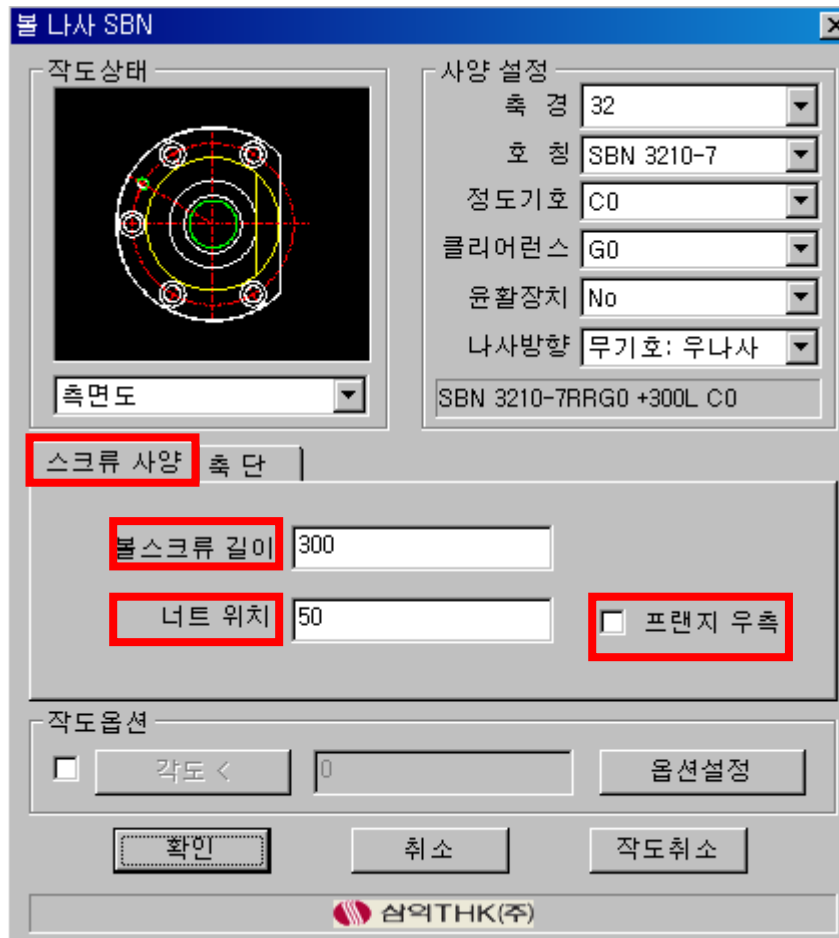 볼 나사 SBN
작도상태
측면도
사양 설정
축 경 32
호 칭 SBN 3210-7
정도기호 C0
클리어런스 G0
윤활장치 No
나사방향 무기호: 우나사
SBN 3210-7RRG0 +300L C0
스크류 사양 축 단
볼스크류 길이 300
너트 위치 50
프랜지 우측
작도옵션
각도 < 0 옵션설정
확인 취소 작도취소
삼익THK(주)